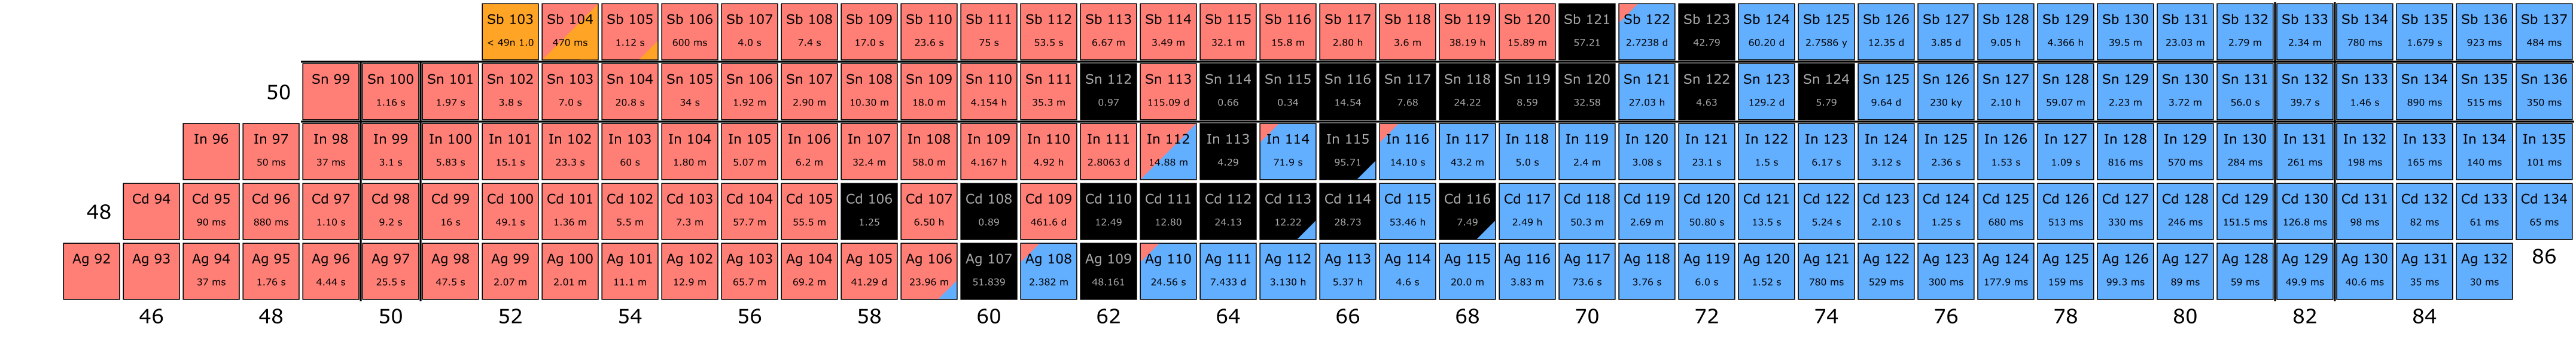 Sb 103 Sb 104 Sb 105 Sb 106 Sb 107 Sb 108 Sb 109 Sb 110 Sb 111 Sb 112 Sb 113 Sb 114 Sb 115 Sb 116 Sb 117 Sb 118 Sb 119 Sb 120 Sb 121 Sb 122 Sb 123 Sb 124 Sb 125 Sb 126 Sb 127 Sb 128 Sb 129 Sb 130 Sb 131 Sb 132 Sb 133 Sb 134 Sb 135 Sb 136 Sb 137
< 49n 1.0 470 ms 1.12 s 600 ms 4.0 s 7.4 s 17.0 s 23.6 s 75 s 53.5 s 6.67 m 3.49 m 32.1 m 15.8 m 2.80 h 3.6 m 38.19 h 15.89 m 57.21 2.7238 d 42.79 60.20 d 2.7586 y 12.35 d 3.85 d 9.05 h 4.366 h 39.5 m 23.03 m 2.79 m 2.34 m 780 ms 1.679 s 923 ms 484 ms
50 Sn 99 Sn 100 Sn 101 Sn 102 Sn 103 Sn 104 Sn 105 Sn 106 Sn 107 Sn 108 Sn 109 Sn 110 Sn 111 Sn 112 Sn 113 Sn 114 Sn 115 Sn 116 Sn 117 Sn 118 Sn 119 Sn 120 Sn 121 Sn 122 Sn 123 Sn 124 Sn 125 Sn 126 Sn 127 Sn 128 Sn 129 Sn 130 Sn 131 Sn 132 Sn 133 Sn 134 Sn 135 Sn 136
1.16 s 1.97 s 3.8 s 7.0 s 20.8 s 34 s 1.92 m 2.90 m 10.30 m 18.0 m 4.154 h 35.3 m 0.97 115.09 d 0.66 0.34 14.54 7.68 24.22 8.59 32.58 27.03 h 4.63 129.2 d 5.79 9.64 d 230 ky 2.10 h 59.07 m 2.23 m 3.72 m 56.0 s 39.7 s 1.46 s 890 ms 515 ms 350 ms
In 96 In 97 In 98 In 99 In 100 In 101 In 102 In 103 In 104 In 105 In 106 In 107 In 108 In 109 In 110 In 111 In 112 In 113 In 114 In 115 In 116 In 117 In 118 In 119 In 120 In 121 In 122 In 123 In 124 In 125 In 126 In 127 In 128 In 129 In 130 In 131 In 132 In 133 In 134 In 135
50 ms 37 ms 3.1 s 5.83 s 15.1 s 23.3 s 60 s 1.80 m 5.07 m 6.2 m 32.4 m 58.0 m 4.167 h 4.92 h 2.8063 d 14.88 m 4.29 71.9 s 95.71 14.10 s 43.2 m 5.0 s 2.4 m 3.08 s 23.1 s 1.5 s 6.17 s 3.12 s 2.36 s 1.53 s 1.09 s 816 ms 570 ms 284 ms 261 ms 198 ms 165 ms 140 ms 101 ms
48 Cd 94 Cd 95 Cd 96 Cd 97 Cd 98 Cd 99 Cd 100 Cd 101 Cd 102 Cd 103 Cd 104 Cd 105 Cd 106 Cd 107 Cd 108 Cd 109 Cd 110 Cd 111 Cd 112 Cd 113 Cd 114 Cd 115 Cd 116 Cd 117 Cd 118 Cd 119 Cd 120 Cd 121 Cd 122 Cd 123 Cd 124 Cd 125 Cd 126 Cd 127 Cd 128 Cd 129 Cd 130 Cd 131 Cd 132 Cd 133 Cd 134
90 ms 880 ms 1.10 s 9.2 s 16 s 49.1 s 1.36 m 5.5 m 7.3 m 57.7 m 55.5 m 1.25 6.50 h 0.89 461.6 d 12.49 12.80 24.13 12.22 28.73 53.46 h 7.49 2.49 h 50.3 m 2.69 m 50.80 s 13.5 s 5.24 s 2.10 s 1.25 s 680 ms 513 ms 330 ms 246 ms 151.5 ms 126.8 ms 98 ms 82 ms 61 ms 65 ms
Ag 92 Ag 93 Ag 94 Ag 95 Ag 96 Ag 97 Ag 98 Ag 99 Ag 100 Ag 101 Ag 102 Ag 103 Ag 104 Ag 105 Ag 106 Ag 107 Ag 108 Ag 109 Ag 110 Ag 111 Ag 112 Ag 113 Ag 114 Ag 115 Ag 116 Ag 117 Ag 118 Ag 119 Ag 120 Ag 121 Ag 122 Ag 123 Ag 124 Ag 125 Ag 126 Ag 127 Ag 128 Ag 129 Ag 130 Ag 131 Ag 132 86
37 ms 1.76 s 4.44 s 25.5 s 47.5 s 2.07 m 2.01 m 11.1 m 12.9 m 65.7 m 69.2 m 41.29 d 23.96 m 51.839 2.382 m 48.161 24.56 s 7.433 d 3.130 h 5.37 h 4.6 s 20.0 m 3.83 m 73.6 s 3.76 s 6.0 s 1.52 s 780 ms 529 ms 300 ms 177.9 ms 159 ms 99.3 ms 89 ms 59 ms 49.9 ms 40.6 ms 35 ms 30 ms
46 48 50 52 54 56 58 60 62 64 66 68 70 72 74 76 78 80 82 84